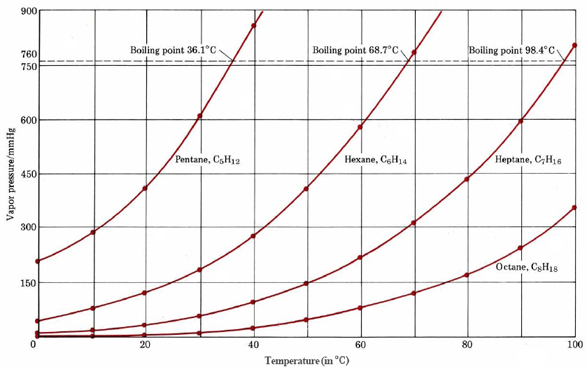 900
760
750
600
450
300
150
0
Vapor pressure/mmHg
Boiling point 36.1°C
Boiling point 68.7°C
Boiling point 98.4°C
Pentane, C₅H₁₂
Hexane, C₆H₁₄
Heptane, C₇H₁₆
Octane, C₈H₁₈
20
40
60
80
100
Temperature (in °C)